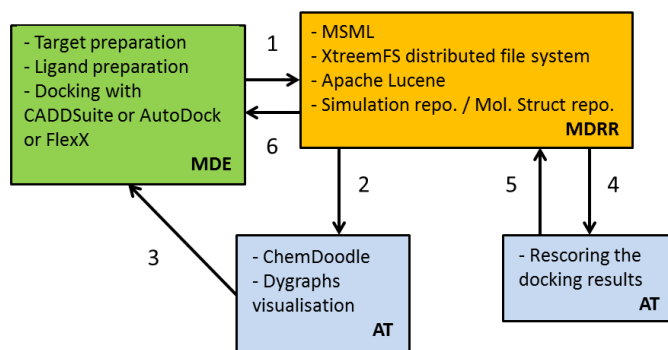 - Target preparation
- Ligand preparation
- Docking with
CADDSuite or AutoDock
or FlexX
MDE
1
6
- MSML
- XtreemFS distributed file system
- Apache Lucene
- Simulation repo. / Mol. Struct repo.
MDRR
2
5
4
3
- ChemDoodle
- Dygraphs
visualisation
AT
- Rescoring the
docking results
AT